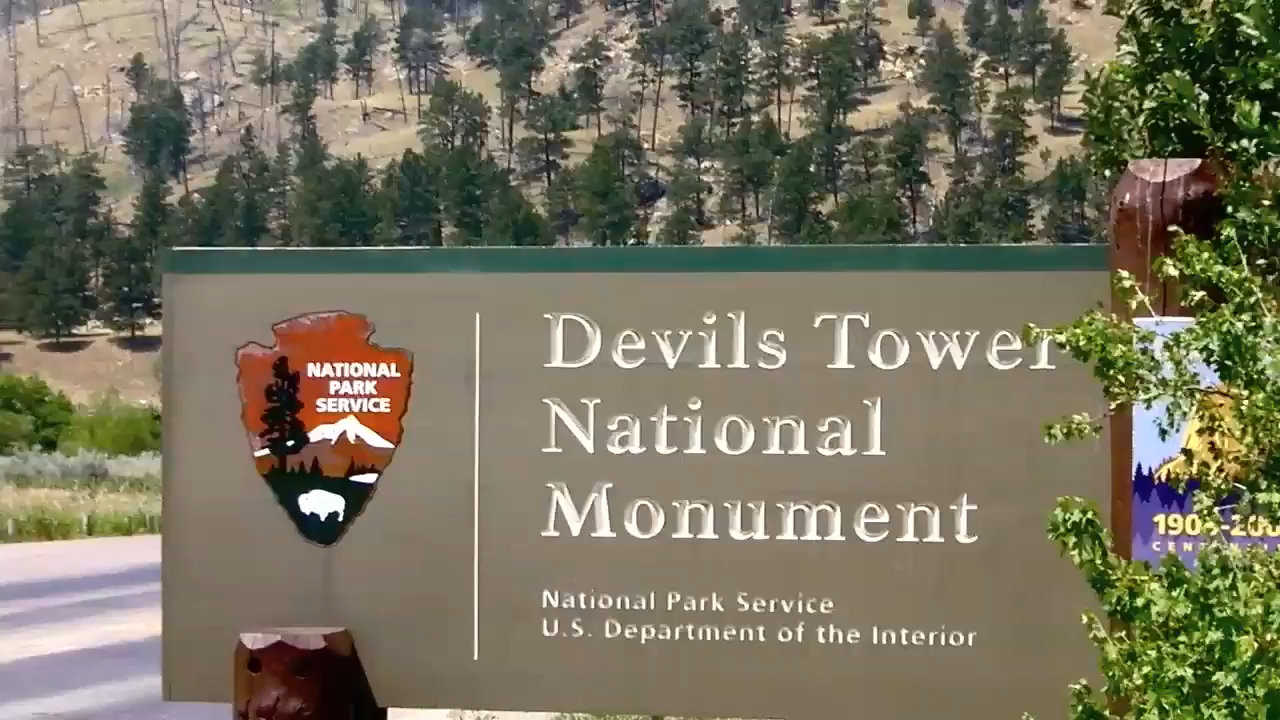 NATIONAL
PARK
SERVICE
Devils Tower
National
Monument
National Park Service
U.S. Department of the Interior